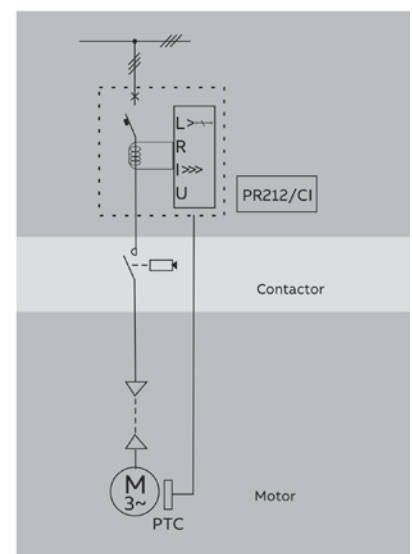 L>
R
I>>>
U
PR212/CI
Contactor
M
3~
PTC
Motor